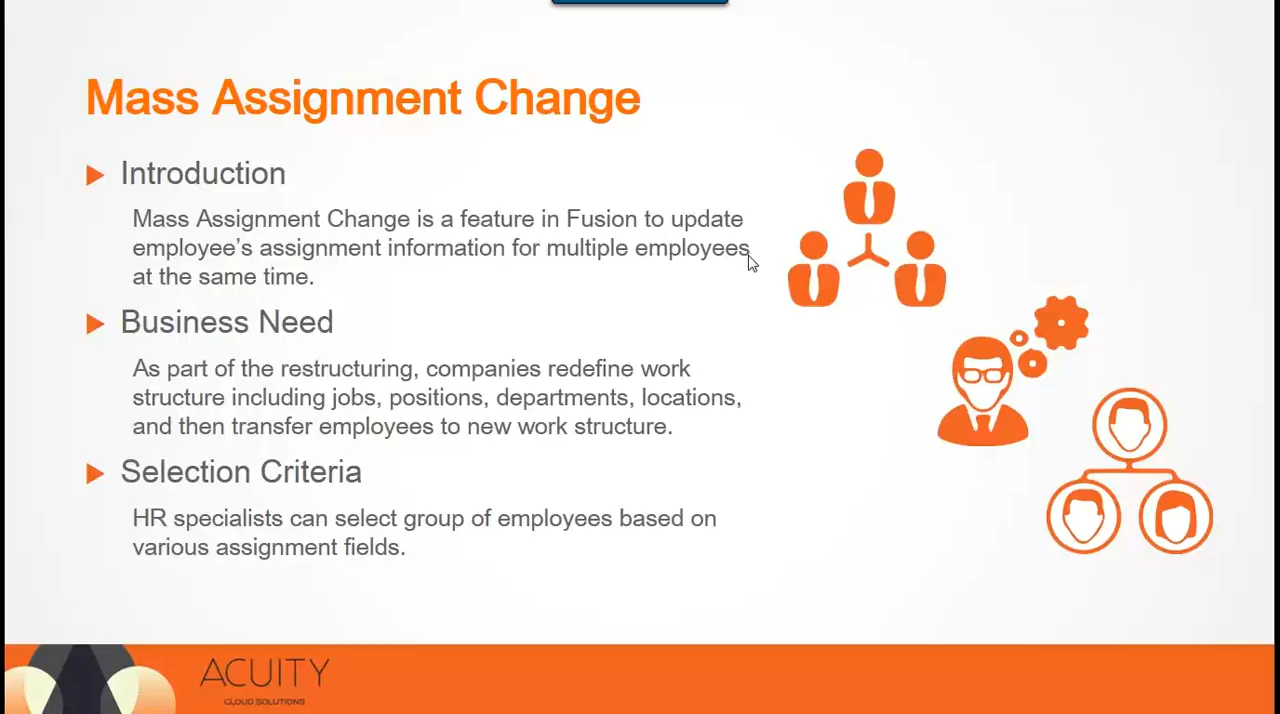 Mass Assignment Change
Introduction
Mass Assignment Change is a feature in Fusion to update
employee’s assignment information for multiple employees
at the same time.
Business Need
As part of the restructuring, companies redefine work
structure including jobs, positions, departments, locations,
and then transfer employees to new work structure.
Selection Criteria
HR specialists can select group of employees based on
various assignment fields.
ACUITY
CLOUD SOLUTIONS